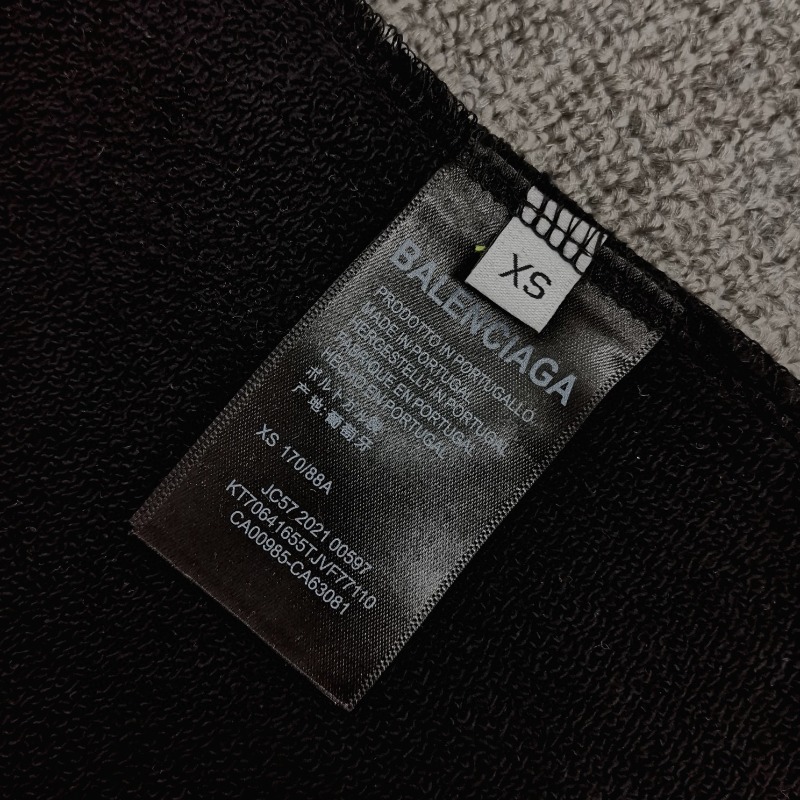 XS
BALENCIAGA
PRODOTTO IN PORTUGALLO
MADE IN PORTUGAL
HERGESTELLT IN PORTUGAL
FABRIQUE EN PORTUGAL
HECHO EN PORTUGAL
ポルトガル製
产地:葡萄牙
XS 170/88A
JC57 2021 00597
KT70641655TJVF77110
CA00985-CA63081